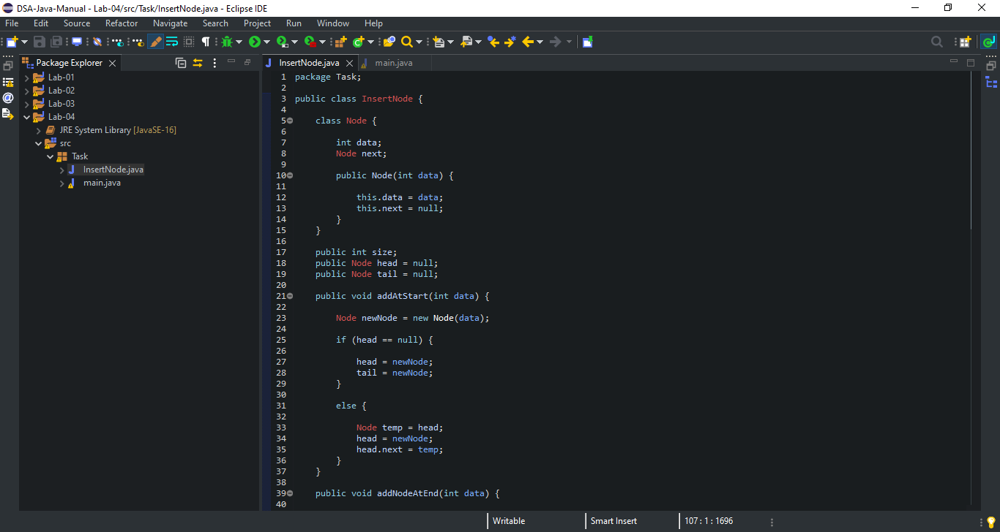 DSA-Java-Manual - Lab-04/src/Task/InsertNode.java - Eclipse IDE
File Edit Source Refactor Navigate Search Project Run Window Help
Package Explorer
InsertNode.java main.java
Lab-01
Lab-02
Lab-03
Lab-04
JRE System Library [JavaSE-16]
src
Task
InsertNode.java
main.java
1 package Task;
2
3 public class InsertNode {
4
5 class Node {
6
7 int data;
8 Node next;
9
10 public Node(int data) {
11
12 this.data = data;
13 this.next = null;
14 }
15 }
16
17 public int size;
18 public Node head = null;
19 public Node tail = null;
20
21 public void addAtStart(int data) {
22
23 Node newNode = new Node(data);
24
25 if (head == null) {
26
27 head = newNode;
28 tail = newNode;
29 }
30
31 else {
32
33 Node temp = head;
34 head = newNode;
35 head.next = temp;
36 }
37 }
38
39 public void addNodeAtEnd(int data) {
40
Writable Smart Insert 107 : 1 : 1696